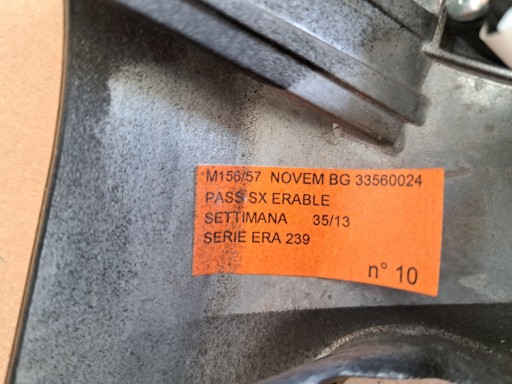 M156/57 NOVEM BG 33560024
PASS SX ERABLE
SETTIMANA 35/13
SERIE ERA 239
n° 10